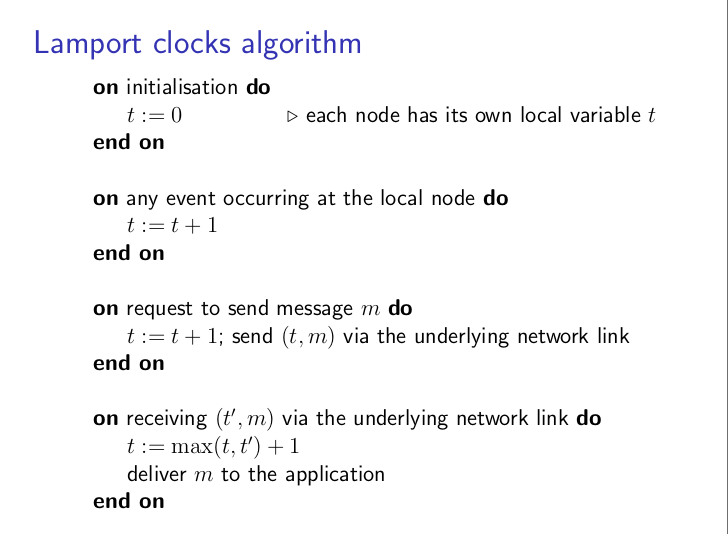 Lamport clocks algorithm
on initialisation do
t := 0 ▷ each node has its own local variable t
end on
on any event occurring at the local node do
t := t + 1
end on
on request to send message m do
t := t + 1; send (t, m) via the underlying network link
end on
on receiving (t′, m) via the underlying network link do
t := max(t, t′) + 1
deliver m to the application
end on